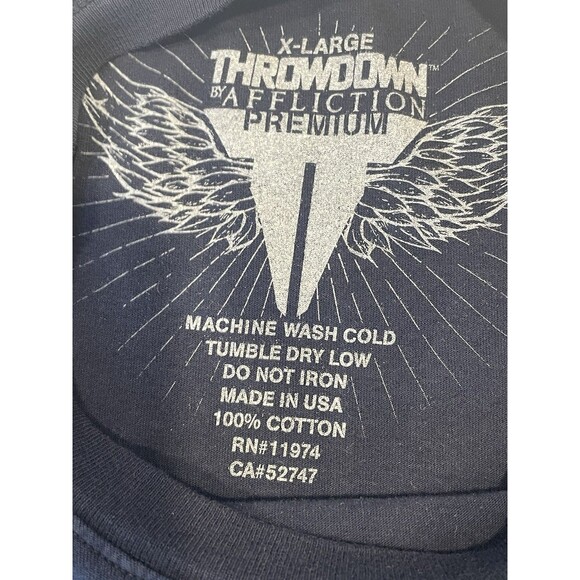 X-LARGE
THROWDOWN™
BY AFFLICTION
PREMIUM
MACHINE WASH COLD
TUMBLE DRY LOW
DO NOT IRON
MADE IN USA
100% COTTON
RN#11974
CA#52747